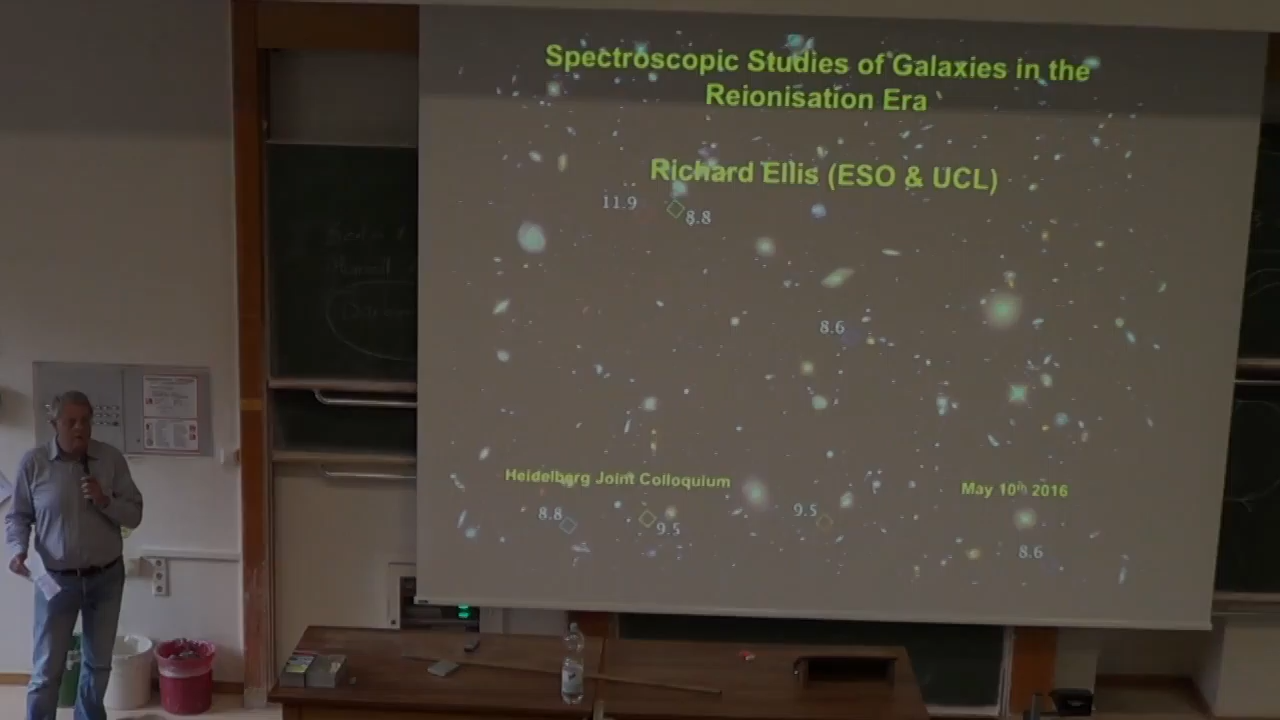 Spectroscopic Studies of Galaxies in the
Reionisation Era
Richard Ellis (ESO & UCL)
11.9
8.8
8.6
Heidelberg Joint Colloquium
May 10th 2016
8.8
9.5
9.5
8.6